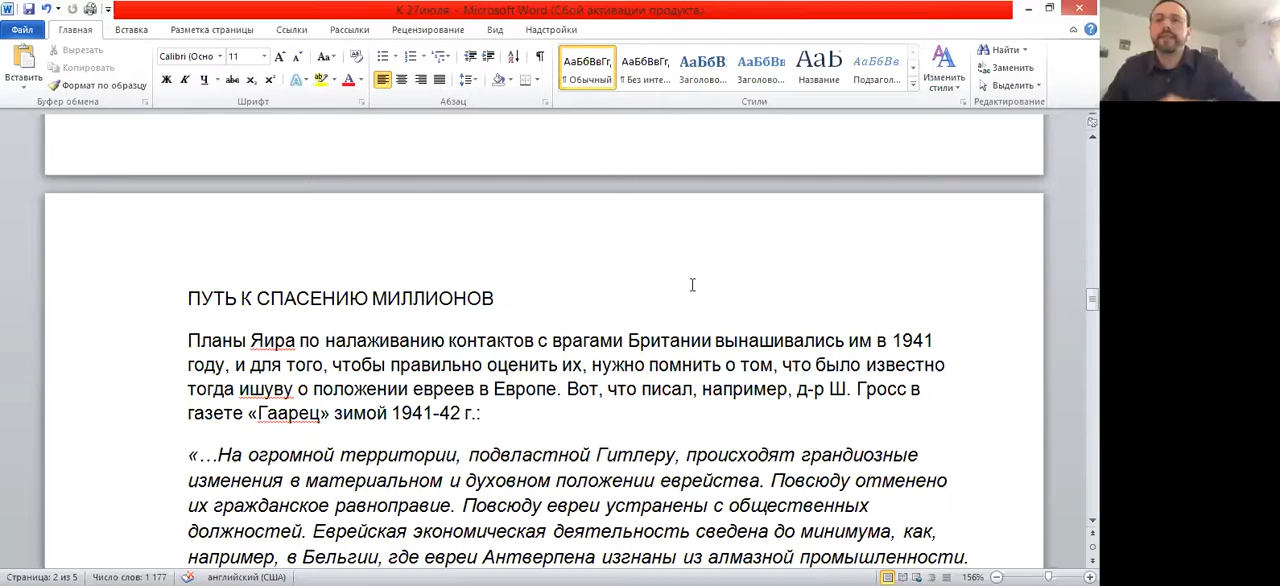 К 27июля - Microsoft Word (Сбой активации продукта)
Файл Главная Вставка Разметка страницы Ссылки Рассылки Рецензирование Вид Надстройки
Вставить
Вырезать
Копировать
Формат по образцу
Буфер обмена
Calibri (Осно 11
Ж К Ч abc X₂ X²
Шрифт
Абзац
АаБбВвГг, АаБбВвГг, АаБбВ АаБбВв АаБ АаБбВв
¶ Обычный ¶ Без инте... Заголово... Заголово... Название Подзагол...
Стили
Изменить стили
Найти
Заменить
Выделить
Редактирование
ПУТЬ К СПАСЕНИЮ МИЛЛИОНОВ
Планы Яира по налаживанию контактов с врагами Британии вынашивались им в 1941
году, и для того, чтобы правильно оценить их, нужно помнить о том, что было известно
тогда ишуву о положении евреев в Европе. Вот, что писал, например, д-р Ш. Гросс в
газете «Гаарец» зимой 1941-42 г.:
«…На огромной территории, подвластной Гитлеру, происходят грандиозные
изменения в материальном и духовном положении еврейства. Повсюду отменено
их гражданское равноправие. Повсюду евреи устранены с общественных
должностей. Еврейская экономическая деятельность сведена до минимума, как,
например, в Бельгии, где евреи Антверпена изгнаны из алмазной промышленности.
Страница: 2 из 5 Число слов: 1 177 английский (США) 156%